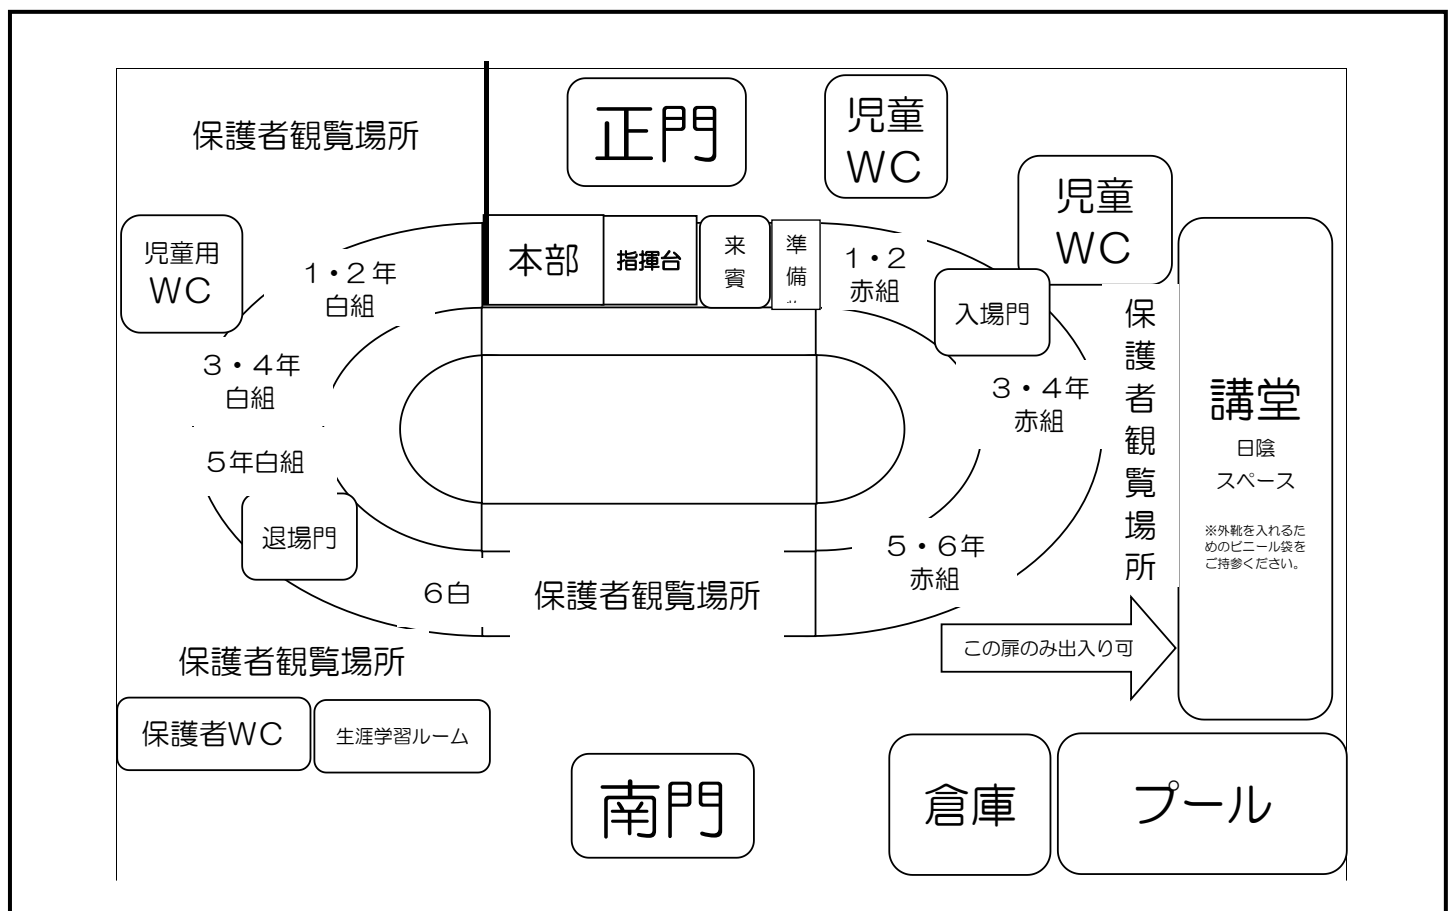 保護者観覧場所
正門
児童
ＷＣ
児童
ＷＣ
児童用
ＷＣ
１・２年
白組
本部
指揮台
来
賓
準
備
１・２
赤組
入場門
３・４年
白組
３・４年
赤組
保
護
者
観
覧
場
所
講堂
日陰
スペース
※外靴を入れるた
めのビニール袋を
ご持参ください。
５年白組
退場門
６白
保護者観覧場所
５・６年
赤組
この扉のみ出入り可
保護者観覧場所
保護者ＷＣ
生涯学習ルーム
南門
倉庫
プール